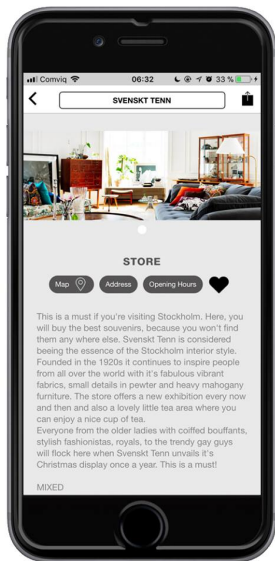 Comviq 06:32 33 %
SVENSKT TENN
STORE
Map Address Opening Hours
This is a must if you're visiting Stockholm. Here, you
will buy the best souvenirs, because you won't find
them any where else. Svenskt Tenn is considered
beeing the essence of the Stockholm interior style.
Founded in the 1920s it continues to inspire people
from all over the world with it's fabulous vibrant
fabrics, small details in pewter and heavy mahogany
furniture. The store offers a new exhibition every now
and then and also a lovely little tea area where you
can enjoy a nice cup of tea.
Everyone from the older ladies with coiffed bouffants,
stylish fashionistas, royals, to the trendy gay guys
will flock here when Svenskt Tenn unvails it's
Christmas display once a year. This is a must!
MIXED